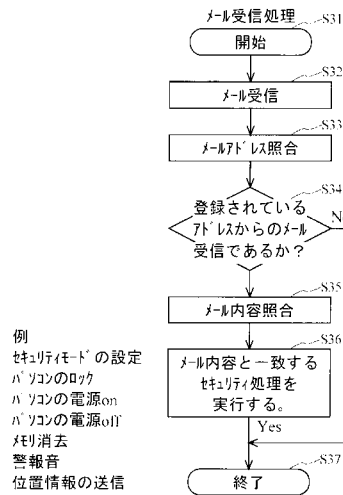 メール受信処理
S31
開始
S32
メール受信
S33
メールアドレス照合
S34
登録されている
アドレスからのメール
受信であるか？
N
S35
メール内容照合
S36
メール内容と一致する
セキュリティ処理を
実行する。
Yes
S37
終了
例
セキュリティモードの設定
パソコンのロック
パソコンの電源on
パソコンの電源off
メモリ消去
警報音
位置情報の送信